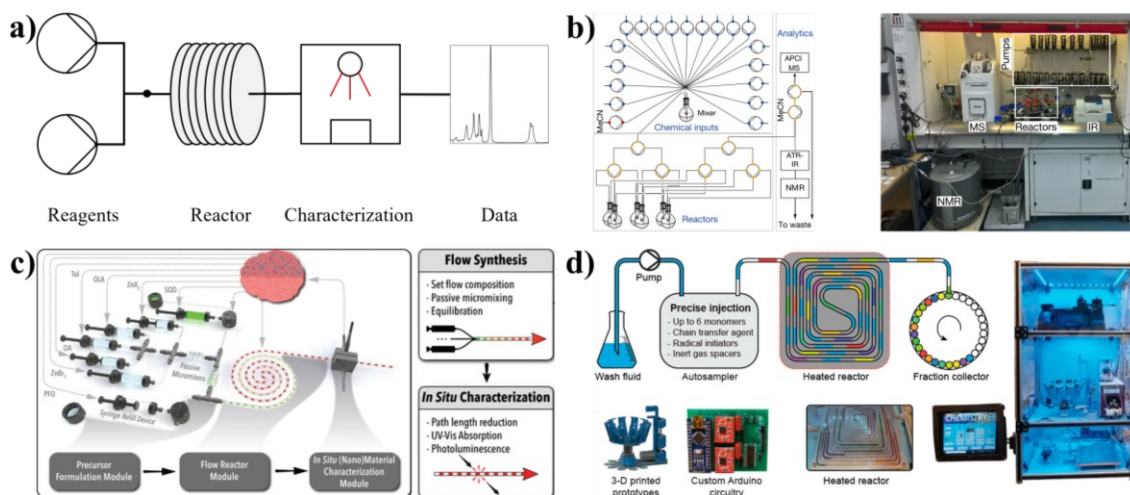 a)
Reagents
Reactor
Characterization
Data
b)
Analytics
APCI
MS
MeCN
Mixer
Chemical inputs
MeCN
ATR-
IR
NMR
Reactors
To waste
Pumps
MS
Reactors
IR
NMR
c)
Tol
OLA
ZnI₂
SQD
OA
ZnBr₂
PFO
Passive
Micromixers
Syringe Refill Device
Precursor
Formulation Module
Flow Reactor
Module
In Situ (Nano)Material
Characterization
Module
Flow Synthesis
- Set flow composition
- Passive micromixing
- Equilibration
In Situ Characterization
- Path length reduction
- UV-Vis Absorption
- Photoluminescence
d)
Pump
Precise injection
- Up to 6 monomers
- Chain transfer agent
- Radical initiators
- Inert gas spacers
Wash fluid
Autosampler
Heated reactor
Fraction collector
CHEMISTRY
3-D printed
prototypes
Custom Arduino
circuitry
Heated reactor